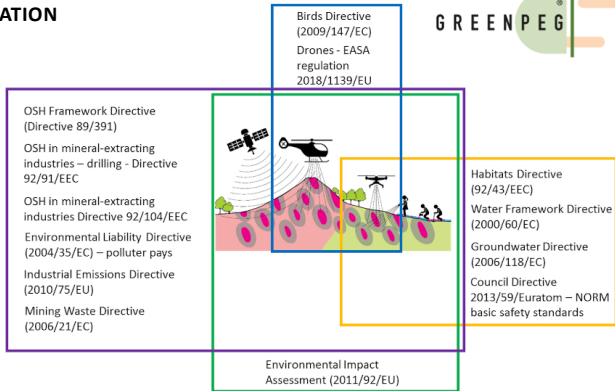 ATION
GREENPEG
®
Birds Directive
(2009/147/EC)
Drones - EASA
regulation
2018/1139/EU
OSH Framework Directive
(Directive 89/391)
OSH in mineral-extracting
industries – drilling - Directive
92/91/EEC
OSH in mineral-extracting
industries Directive 92/104/EEC
Environmental Liability Directive
(2004/35/EC) – polluter pays
Industrial Emissions Directive
(2010/75/EU)
Mining Waste Directive
(2006/21/EC)
Habitats Directive
(92/43/EEC)
Water Framework Directive
(2000/60/EC)
Groundwater Directive
(2006/118/EC)
Council Directive
2013/59/Euratom – NORM
basic safety standards
Environmental Impact
Assessment (2011/92/EU)